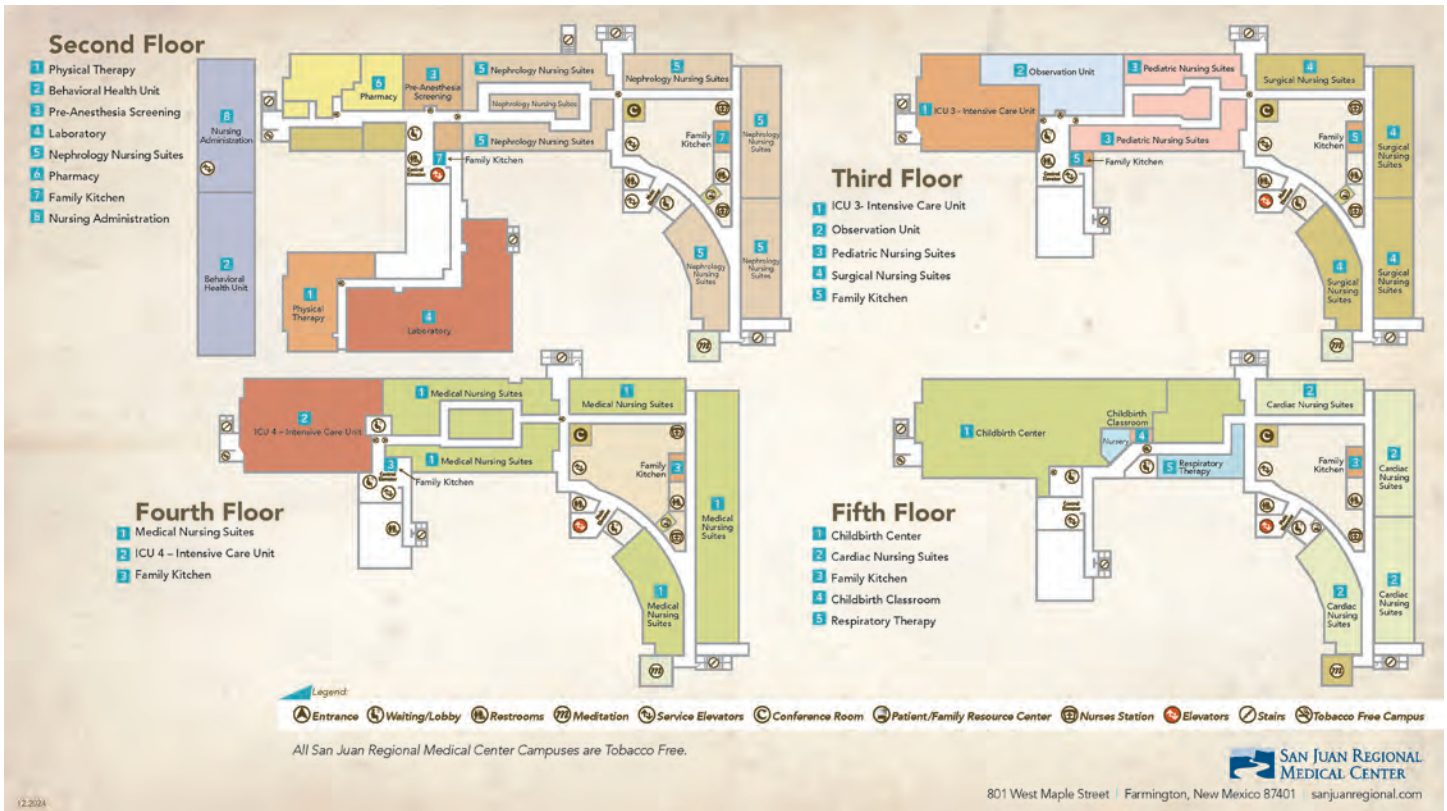 Second Floor
1 Physical Therapy
2 Behavioral Health Unit
3 Pre-Anesthesia Screening
4 Laboratory
5 Nephrology Nursing Suites
6 Pharmacy
7 Family Kitchen
8 Nursing Administration
8
Nursing
Administration
2
Behavioral
Health Unit
6
Pharmacy
3
Pre-Anesthesia
Screening
5 Nephrology Nursing Suites
Nephrology Nursing Suites
5 Nephrology Nursing Suites
7 Family Kitchen
Central
Elevator
1
Physical
Therapy
4
Laboratory
5
Nephrology Nursing Suites
C
Family
Kitchen 7
5
Nephrology
Nursing
Suites
5
Nephrology
Nursing
Suites
5
Nephrology
Nursing
Suites
m
Third Floor
1 ICU 3- Intensive Care Unit
2 Observation Unit
3 Pediatric Nursing Suites
4 Surgical Nursing Suites
5 Family Kitchen
1 ICU 3 - Intensive Care Unit
2 Observation Unit
3 Pediatric Nursing Suites
3 Pediatric Nursing Suites
5 Family Kitchen
Central
Elevator
4
Surgical Nursing Suites
C
Family
Kitchen 5
4
Surgical
Nursing
Suites
4
Surgical
Nursing
Suites
4
Surgical
Nursing
Suites
m
Fourth Floor
1 Medical Nursing Suites
2 ICU 4 – Intensive Care Unit
3 Family Kitchen
2
ICU 4 – Intensive Care Unit
1 Medical Nursing Suites
1 Medical Nursing Suites
3
Central
Elevator
Family Kitchen
1
Medical Nursing Suites
C
Family
Kitchen 3
1
Medical
Nursing
Suites
1
Medical
Nursing
Suites
m
Fifth Floor
1 Childbirth Center
2 Cardiac Nursing Suites
3 Family Kitchen
4 Childbirth Classroom
5 Respiratory Therapy
1 Childbirth Center
Childbirth
Classroom
4
Nursery
5 Respiratory
Therapy
Central
Elevator
2
Cardiac Nursing Suites
C
Family
Kitchen 3
2
Cardiac
Nursing
Suites
2
Cardiac
Nursing
Suites
2
Cardiac
Nursing
Suites
m
Legend:
A Entrance Waiting/Lobby Restrooms m Meditation Service Elevators C Conference Room Patient/Family Resource Center Nurses Station Elevators Stairs Tobacco Free Campus
All San Juan Regional Medical Center Campuses are Tobacco Free.
SAN JUAN REGIONAL
MEDICAL CENTER
801 West Maple Street | Farmington, New Mexico 87401 | sanjuanregional.com
12.2024